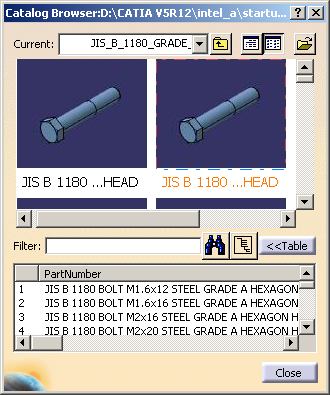 Catalog Browser:D:\CATIA V5R12\intel_a\startu...
Current: JIS_B_1180_GRADE_
JIS B 1180 ...HEAD JIS B 1180 ...HEAD
Filter: <<Table
PartNumber
1 JIS B 1180 BOLT M1.6x12 STEEL GRADE A HEXAGON H
2 JIS B 1180 BOLT M1.6x16 STEEL GRADE A HEXAGON H
3 JIS B 1180 BOLT M2x16 STEEL GRADE A HEXAGON H
4 JIS B 1180 BOLT M2x20 STEEL GRADE A HEXAGON H
Close